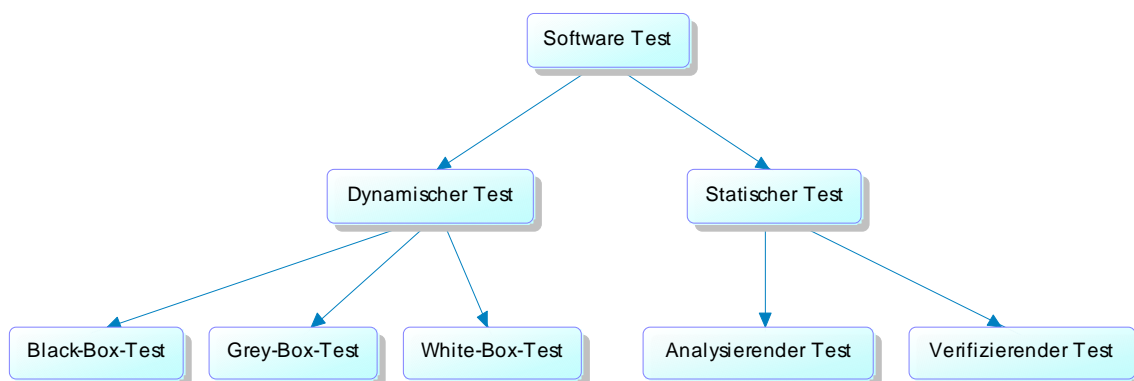 Software Test
Dynamischer Test
Statischer Test
Black-Box-Test
Grey-Box-Test
White-Box-Test
Analysierender Test
Verifizierender Test